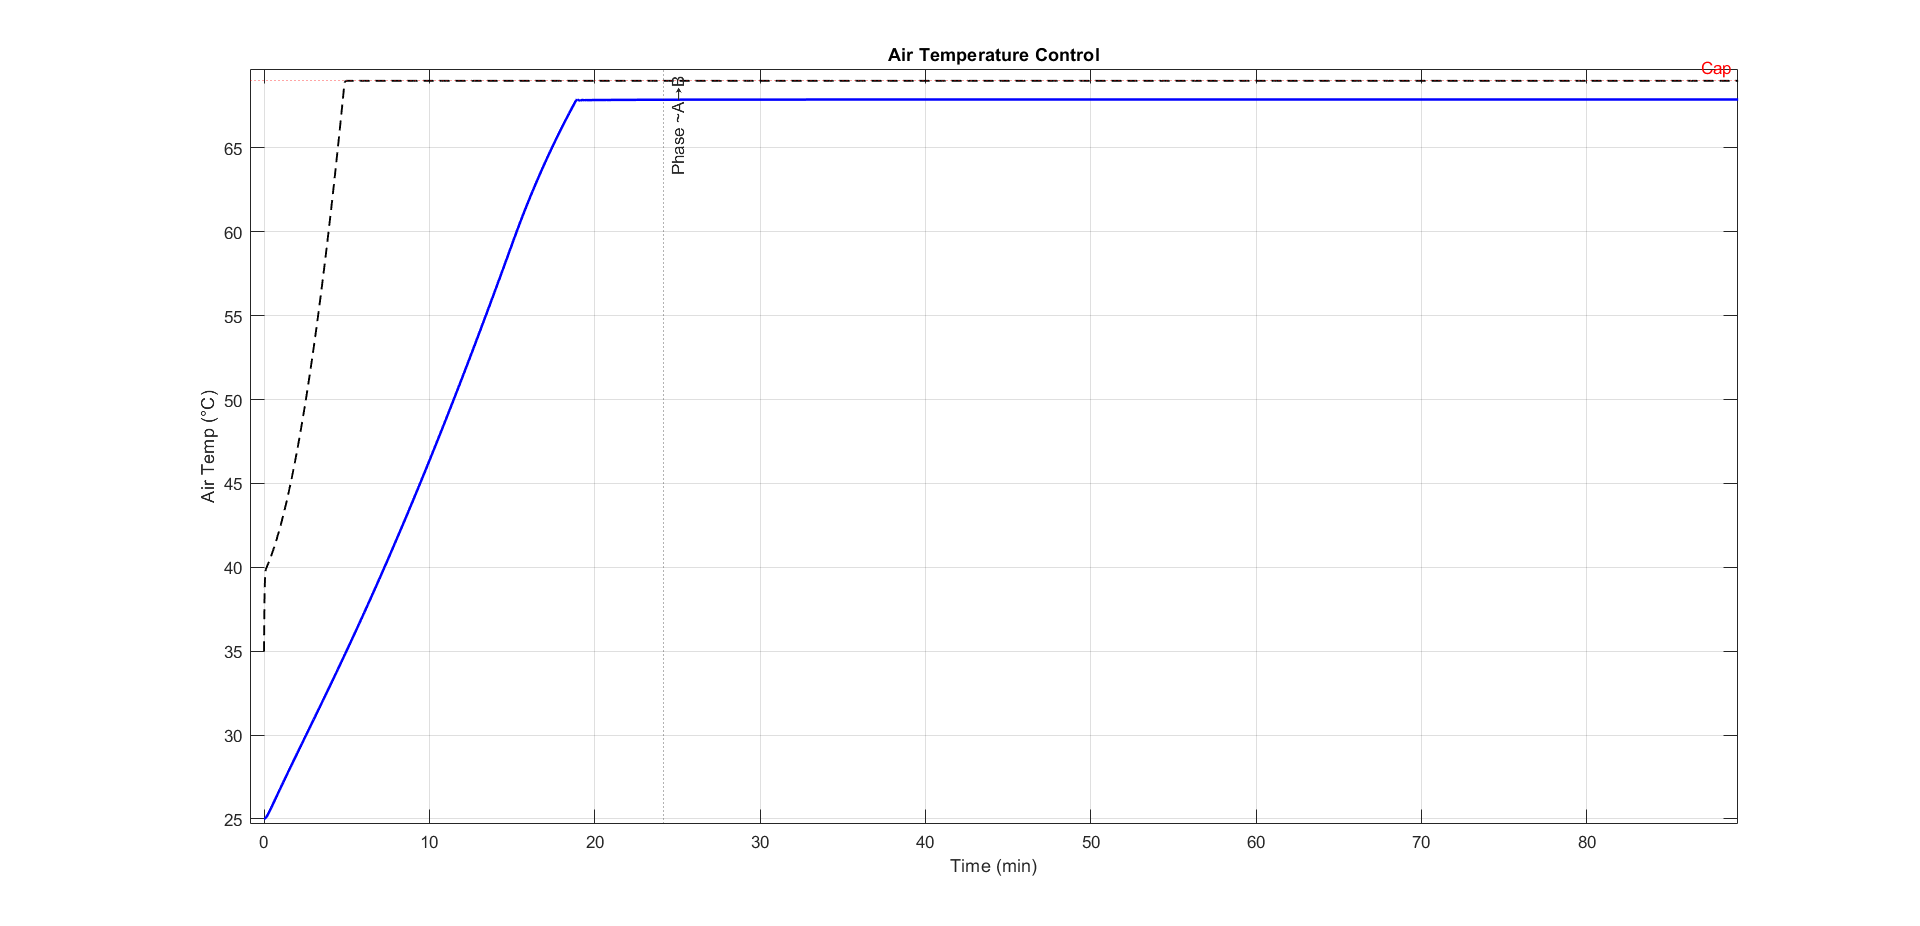 Air Temperature Control
Cap
Phase ~A→B
65
60
55
50
45
40
35
30
25
Air Temp (°C)
0 10 20 30 40 50 60 70 80
Time (min)